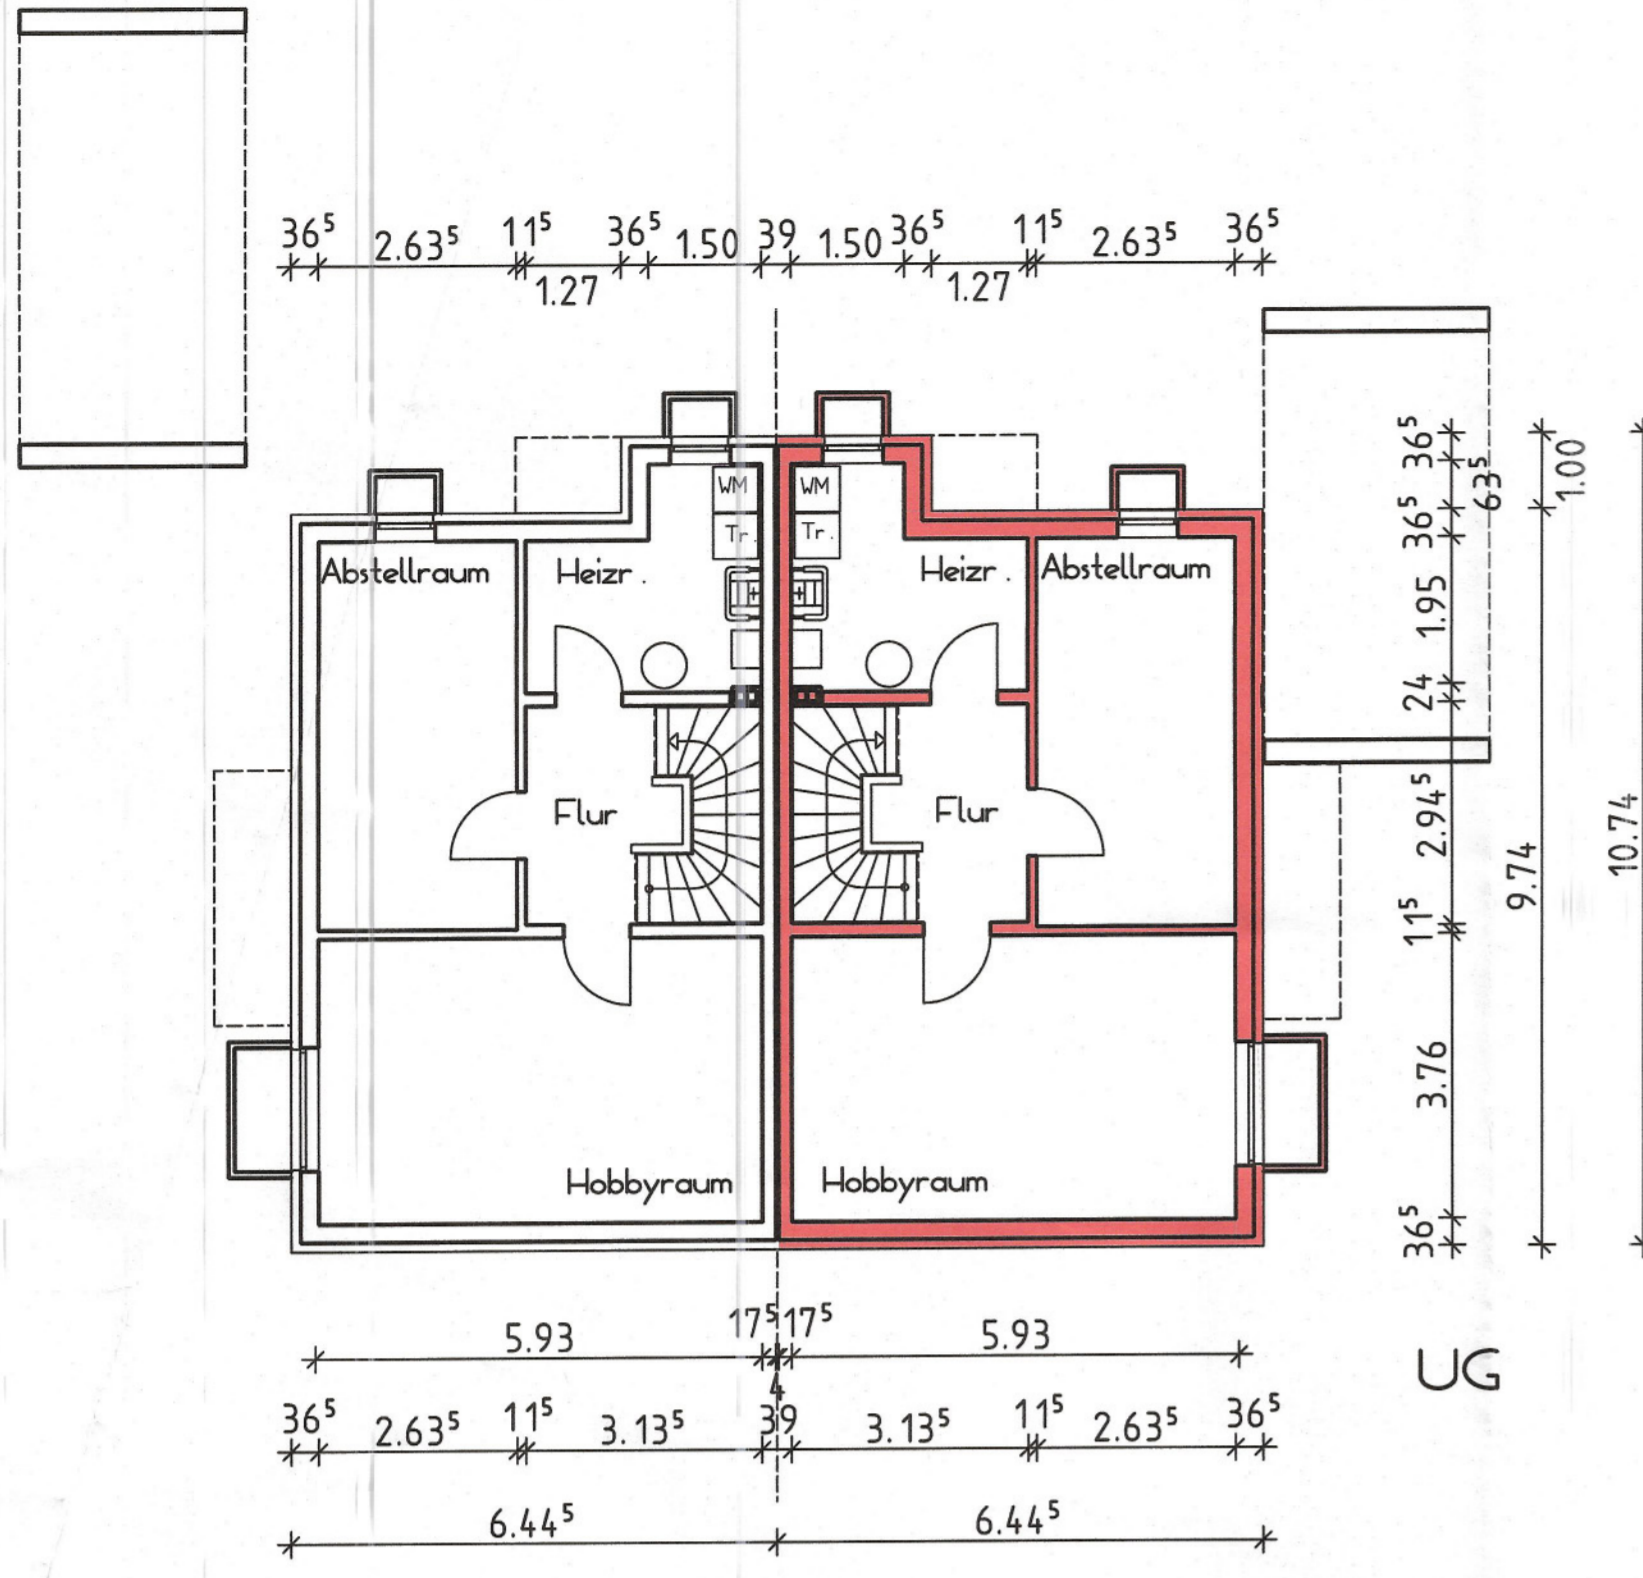 36⁵ 2.63⁵ 11⁵ 36⁵ 1.50 39 1.50 36⁵ 11⁵ 2.63⁵ 36⁵
1.27 1.27
WM WM
Tr. Tr.
Abstellraum Heizr. Heizr. Abstellraum
Flur Flur
Hobbyraum Hobbyraum
36⁵
63⁵
1.00
36⁵
1.95
24
2.94⁵
11⁵
9.74
10.74
3.76
36⁵
5.93 17⁵ 17⁵ 5.93
4
UG
36⁵ 2.63⁵ 11⁵ 3.13⁵ 39 3.13⁵ 11⁵ 2.63⁵ 36⁵
6.44⁵ 6.44⁵